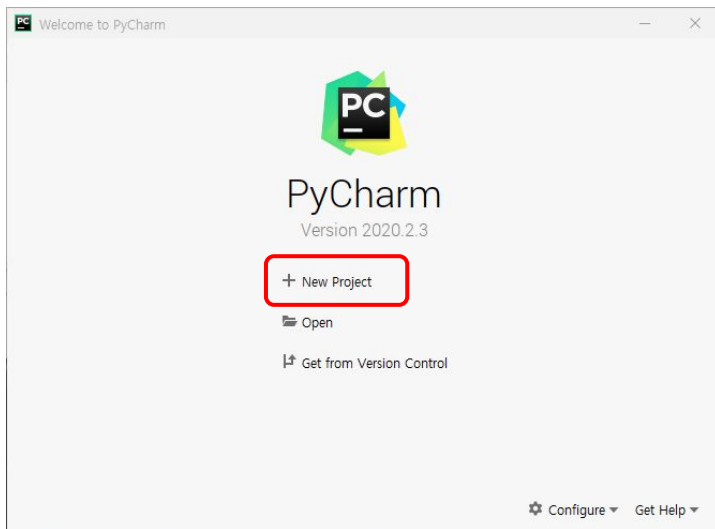 PC Welcome to PyCharm
PC
PyCharm
Version 2020.2.3
New Project
Open
Get from Version Control
Configure Get Help